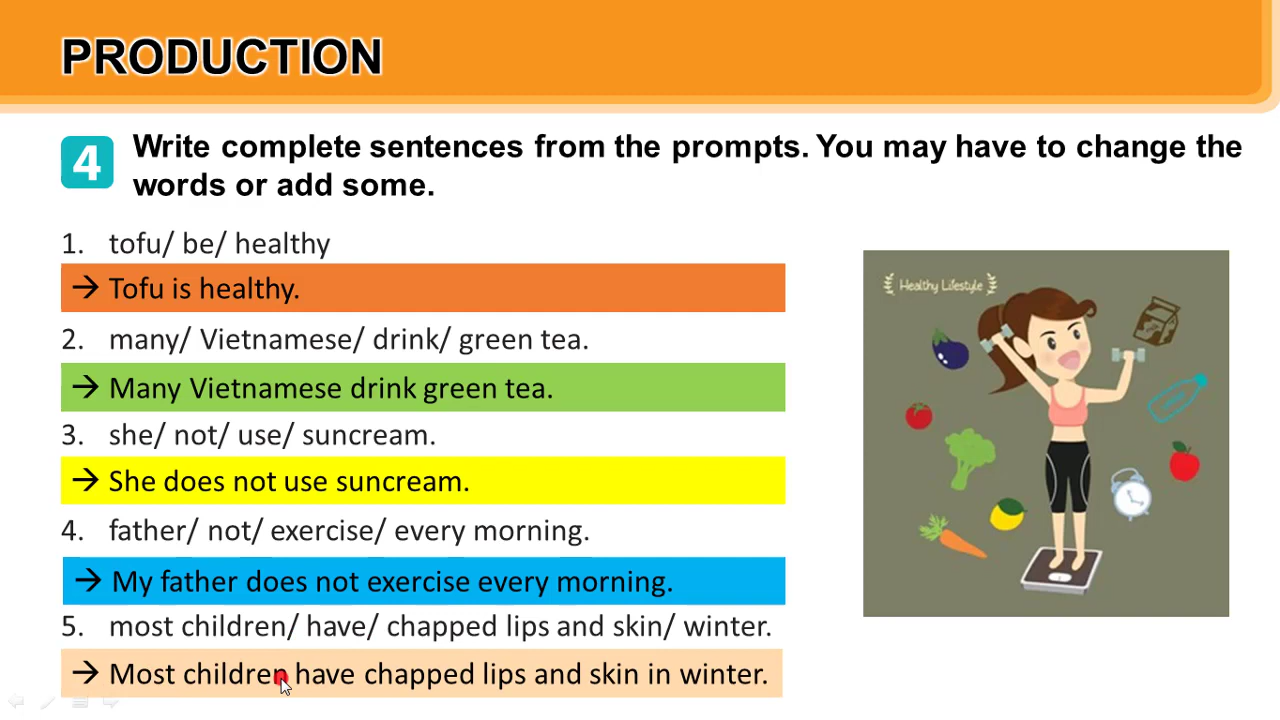 PRODUCTION
4
Write complete sentences from the prompts. You may have to change the
words or add some.
1. tofu/ be/ healthy
→ Tofu is healthy.
2. many/ Vietnamese/ drink/ green tea.
→ Many Vietnamese drink green tea.
3. she/ not/ use/ suncream.
→ She does not use suncream.
4. father/ not/ exercise/ every morning.
→ My father does not exercise every morning.
5. most children/ have/ chapped lips and skin/ winter.
→ Most children have chapped lips and skin in winter.
Healthy Lifestyle